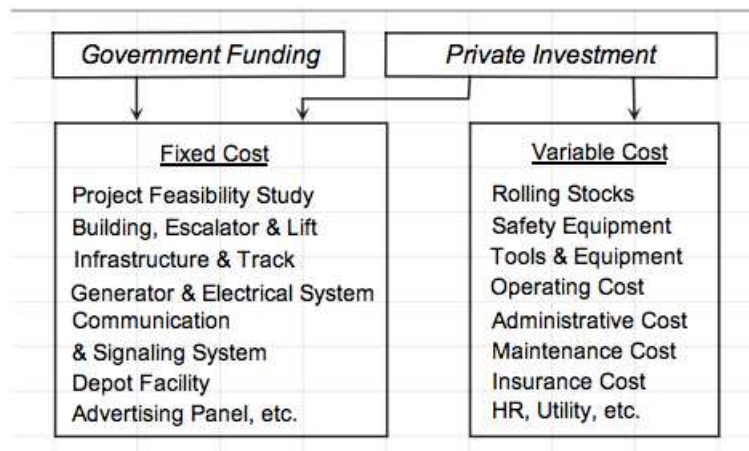 Government Funding
Private Investment
Fixed Cost
Project Feasibility Study
Building, Escalator & Lift
Infrastructure & Track
Generator & Electrical System
Communication
& Signaling System
Depot Facility
Advertising Panel, etc.
Variable Cost
Rolling Stocks
Safety Equipment
Tools & Equipment
Operating Cost
Administrative Cost
Maintenance Cost
Insurance Cost
HR, Utility, etc.